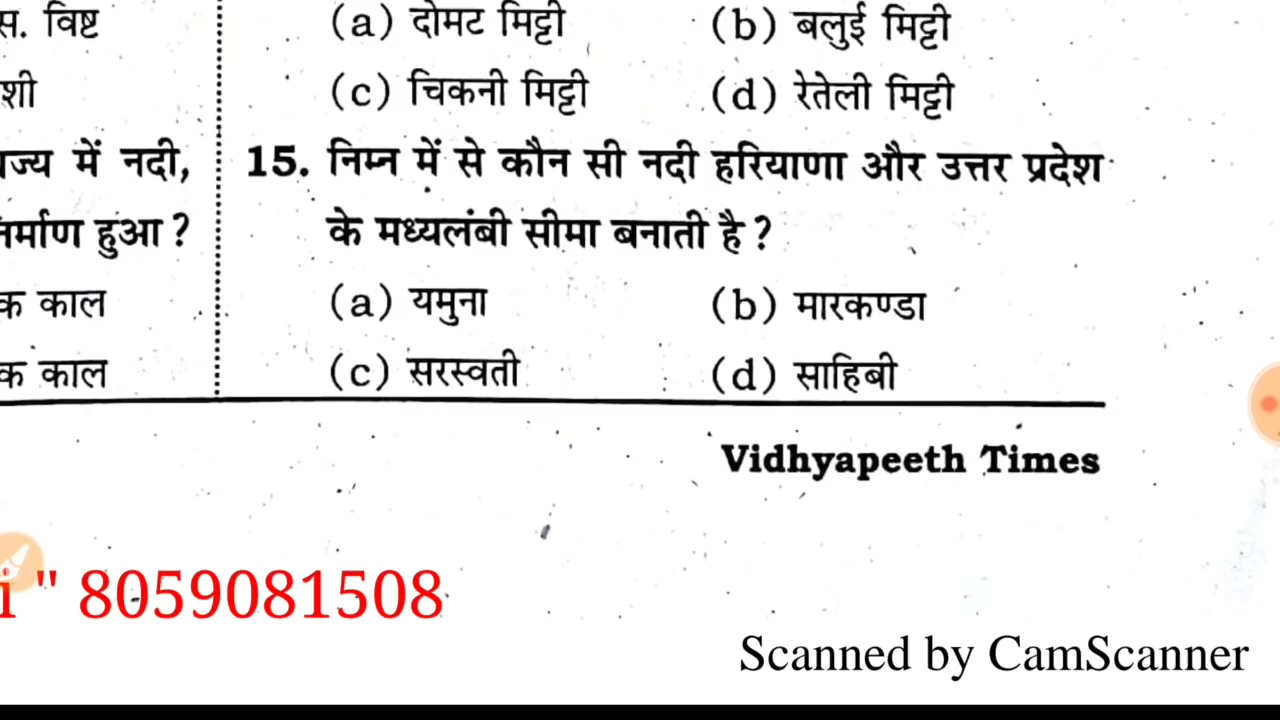 स. विष्ट
शी
ाज्य में नदी,
निर्माण हुआ ?
क काल
क काल
(a) दोमट मिट्टी (b) बलुई मिट्टी
(c) चिकनी मिट्टी (d) रेतेली मिट्टी
15. निम्न में से कौन सी नदी हरियाणा और उत्तर प्रदेश
के मध्यलंबी सीमा बनाती है ?
(a) यमुना (b) मारकण्डा
(c) सरस्वती (d) साहिबी
Vidhyapeeth Times
i " 8059081508
Scanned by CamScanner